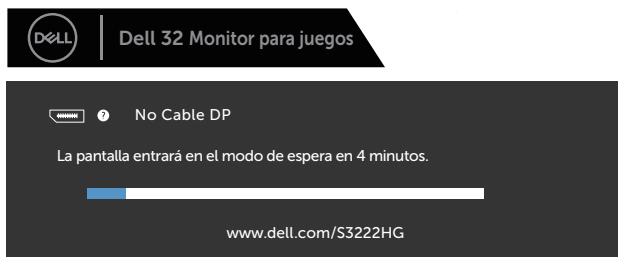 DELL
Dell 32 Monitor para juegos
? No Cable DP
La pantalla entrará en el modo de espera en 4 minutos.
www.dell.com/S3222HG